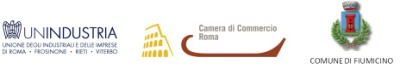 UNINDUSTRIA
UNIONE DEGLI INDUSTRIALI E DELLE IMPRESE
DI ROMA • FROSINONE • RIETI • VITERBO
Camera di Commercio
Roma
COMUNE DI FIUMICINO